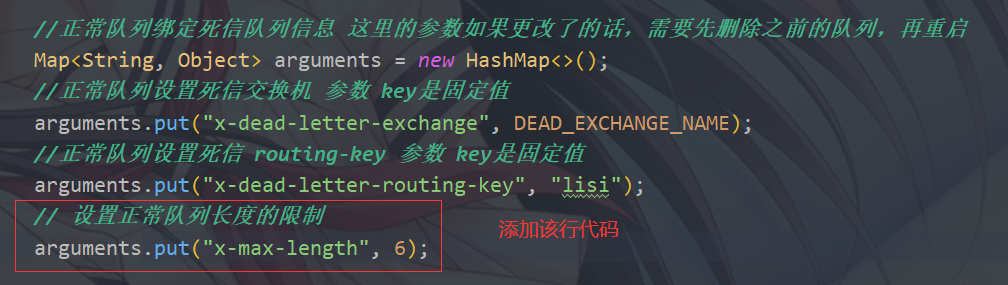 //正常队列绑定死信队列信息 这里的参数如果更改了的话，需要先删除之前的队列，再重启
Map<String, Object> arguments = new HashMap<>();
//正常队列设置死信交换机 参数 key是固定值
arguments.put("x-dead-letter-exchange", DEAD_EXCHANGE_NAME);
//正常队列设置死信 routing-key 参数 key是固定值
arguments.put("x-dead-letter-routing-key", "lisi");
// 设置正常队列长度的限制
arguments.put("x-max-length", 6);
添加该行代码